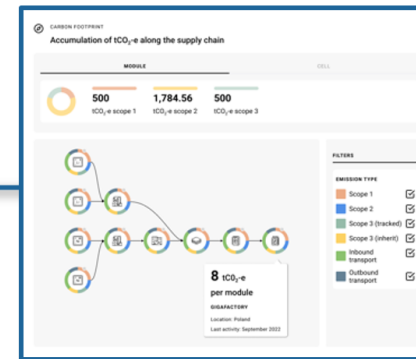 CARBON FOOTPRINT
Accumulation of tCO₂-e along the supply chain
MODULE
CELL
500
1,784.56
500
tCO₂-e scope 1
tCO₂-e scope 2
tCO₂-e scope 3
FILTERS
EMISSION TYPE
Scope 1
Scope 2
Scope 3 (tracked)
Scope 3 (inherit)
Inbound
transport
Outbound
transport
8 tCO₂-e
per module
GIGAFACTORY
Location: Poland
Last activity: September 2022